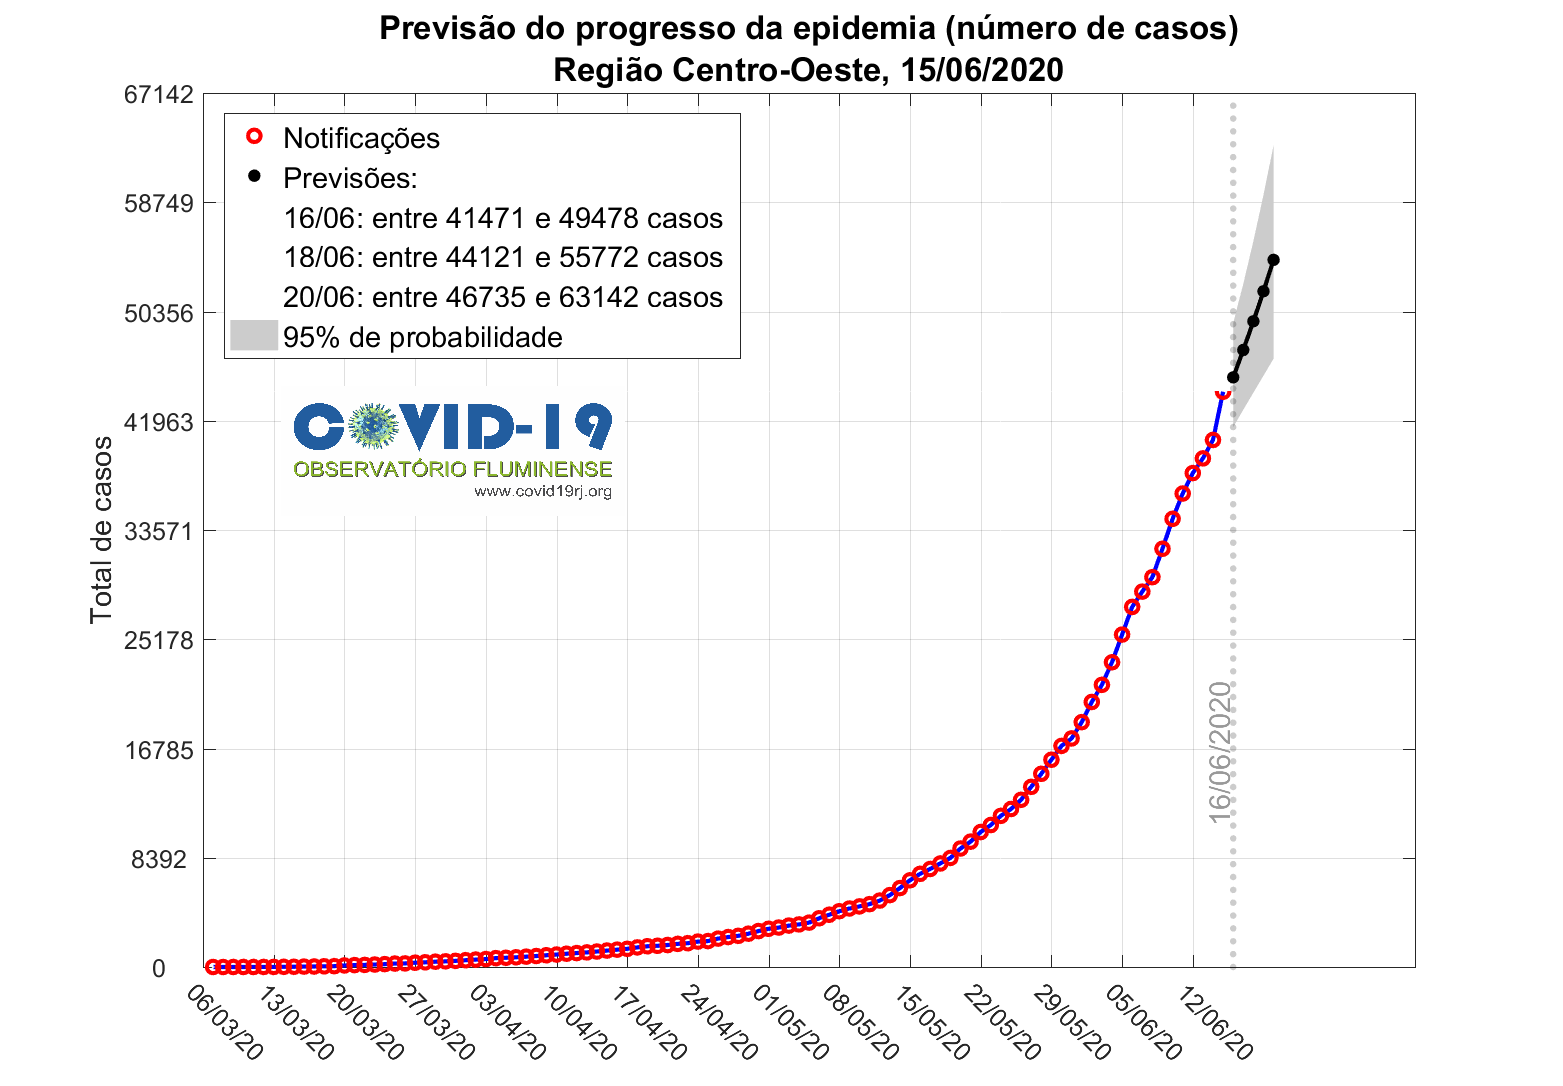 Previsão do progresso da epidemia (número de casos)
Região Centro-Oeste, 15/06/2020
67142
58749
50356
41963
33571
25178
16785
8392
0
Total de casos
Notificações
Previsões:
16/06: entre 41471 e 49478 casos
18/06: entre 44121 e 55772 casos
20/06: entre 46735 e 63142 casos
95% de probabilidade
COVID-19
OBSERVATÓRIO FLUMINENSE
www.covid19rj.org
16/06/2020
06/03/20
13/03/20
20/03/20
27/03/20
03/04/20
10/04/20
17/04/20
24/04/20
01/05/20
08/05/20
15/05/20
22/05/20
29/05/20
05/06/20
12/06/20